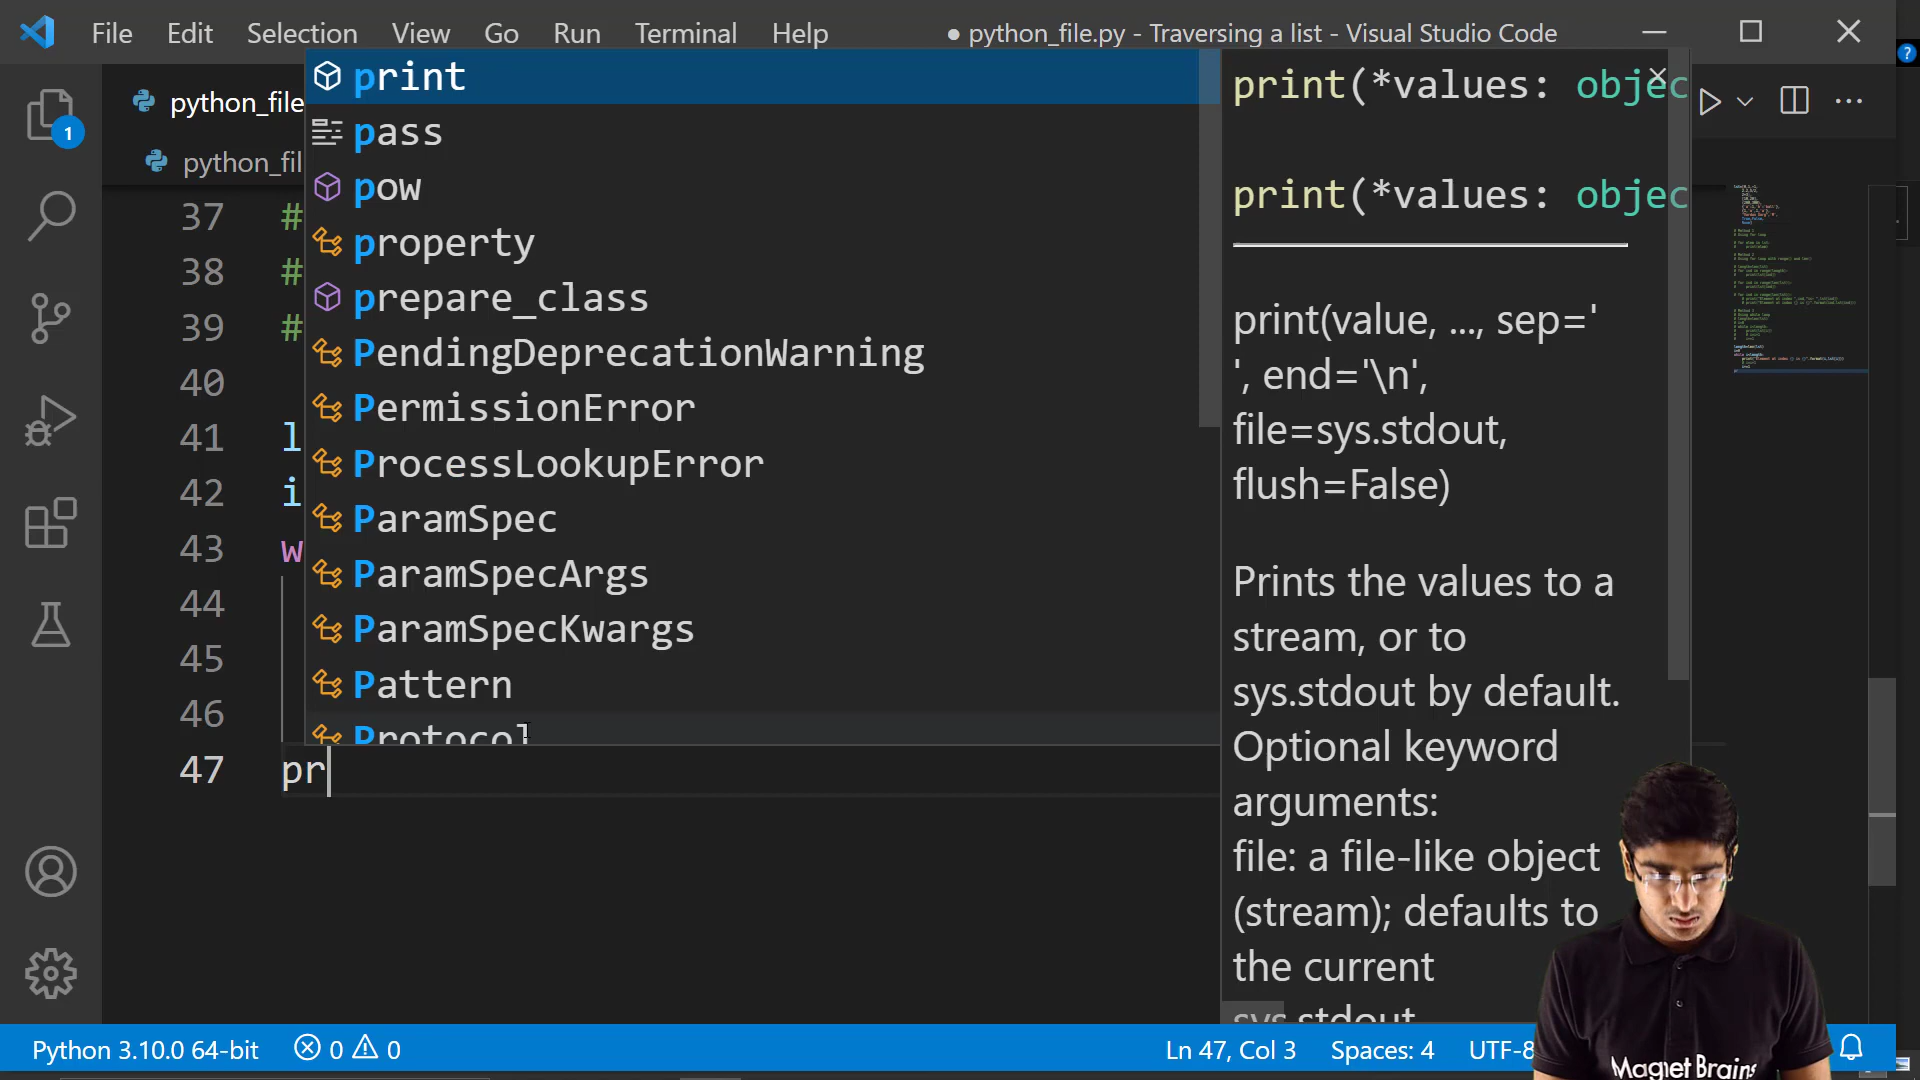 File Edit Selection View Go Run Terminal Help
● python_file.py - Traversing a list - Visual Studio Code
python_file
python_fil
1
37 #
38 #
39 #
40
41 l
42 i
43 w
44
45
46
47 pr
print
pass
pow
property
prepare_class
PendingDeprecationWarning
PermissionError
ProcessLookupError
ParamSpec
ParamSpecArgs
ParamSpecKwargs
Pattern
Protocol
print(*values: objec
print(*values: objec
print(value, ..., sep='
', end='\n',
file=sys.stdout,
flush=False)
Prints the values to a
stream, or to
sys.stdout by default.
Optional keyword
arguments:
file: a file-like object
(stream); defaults to
the current
sys.stdout
Python 3.10.0 64-bit 0 0 Ln 47, Col 3 Spaces: 4 UTF-8
Magnet Brains